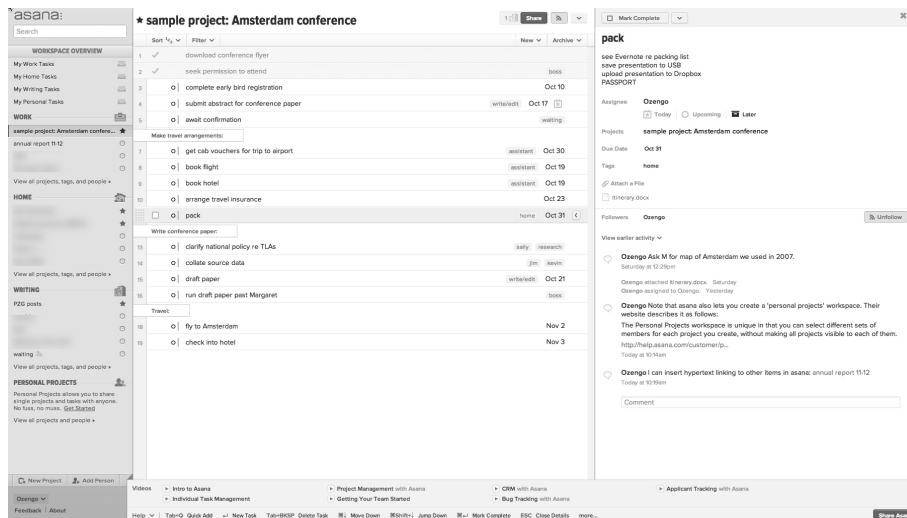 asana:
Search
WORKSPACE OVERVIEW
My Work Tasks
My Home Tasks
My Writing Tasks
My Personal Tasks
WORK
sample project: Amsterdam confere...
annual report 11-12
View all projects, tags, and people ▸
HOME
View all projects, tags, and people ▸
WRITING
PZG posts
waiting
View all projects, tags, and people ▸
PERSONAL PROJECTS
Personal Projects allows you to share
single projects and tasks with anyone.
No fuss, no muss. Get Started
View all projects and people ▸
New Project Add Person
Ozengo
Feedback | About
★ sample project: Amsterdam conference
1 Share
Sort Filter New Archive
1 download conference flyer
2 seek permission to attend boss
3 complete early bird registration Oct 10
4 submit abstract for conference paper write/edit Oct 17
5 await confirmation waiting
Make travel arrangements:
7 get cab vouchers for trip to airport assistant Oct 30
8 book flight assistant Oct 19
9 book hotel assistant Oct 19
10 arrange travel insurance Oct 23
pack home Oct 31
Write conference paper:
13 clarify national policy re TLAs sally research
14 collate source data jim kevin
15 draft paper write/edit Oct 21
16 run draft paper past Margaret boss
Travel:
18 fly to Amsterdam Nov 2
19 check into hotel Nov 3
Mark Complete
pack
see Evernote re packing list
save presentation to USB
upload presentation to Dropbox
PASSPORT
Assignee Ozengo
Today Upcoming Later
Projects sample project: Amsterdam conference
Due Date Oct 31
Tags home
Attach a File
Itinerary.docx
Followers Ozengo Unfollow
View earlier activity
Ozengo Ask M for map of Amsterdam we used in 2007.
Saturday at 12:29pm
Ozengo attached Itinerary.docx. Saturday
Ozengo assigned to Ozengo. Yesterday
Ozengo Note that asana also lets you create a 'personal projects' workspace. Their
website describes it as follows:
The Personal Projects workspace is unique in that you can select different sets of
members for each project you create, without making all projects visible to each of them.
http://help.asana.com/customer/p...
Today at 10:14am
Ozengo I can insert hypertext linking to other items in asana: annual report 11-12
Today at 10:19am
Comment
Videos ▸ Intro to Asana ▸ Project Management with Asana ▸ CRM with Asana ▸ Applicant Tracking with Asana
▸ Individual Task Management ▸ Getting Your Team Started ▸ Bug Tracking with Asana
Help Tab+Q Quick Add ↵ New Task Tab+BKSP Delete Task ⌘↓ Move Down ⌘Shift+↓ Jump Down ⌘↵ Mark Complete ESC Close Details more... Share Asana